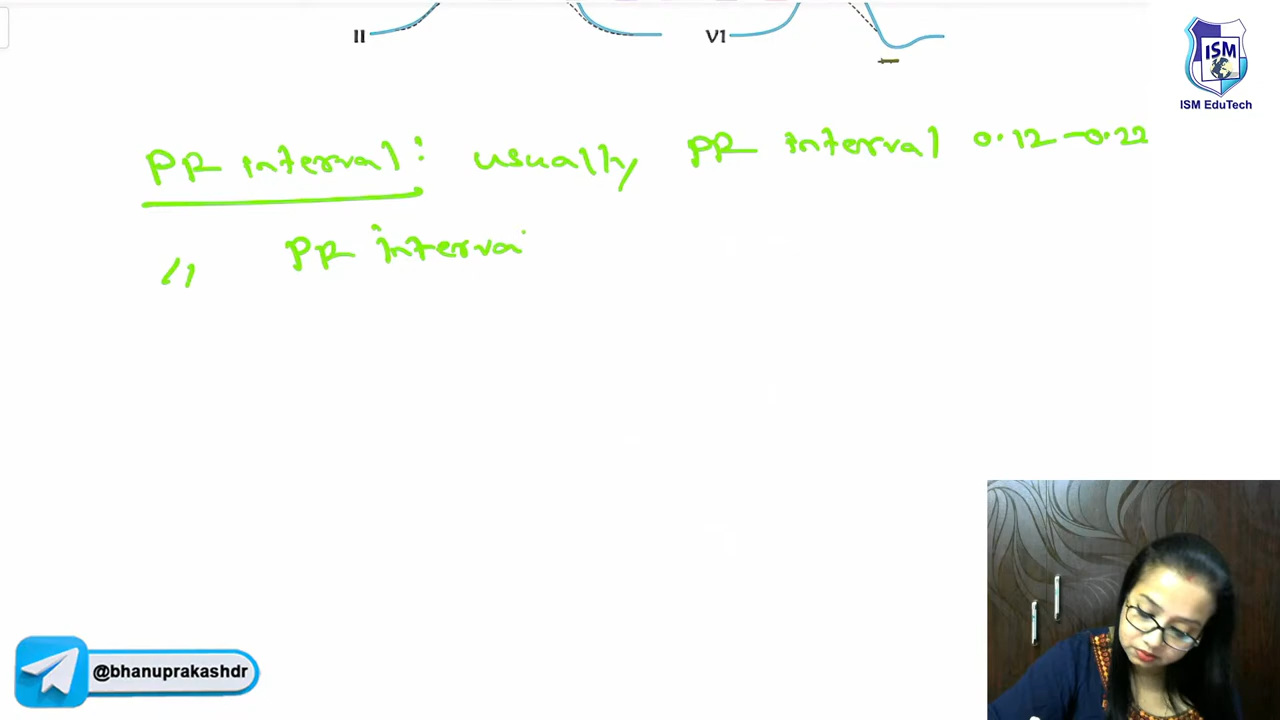 II V1
ISM
ISM EduTech
PR interval: usually PR interval 0.12-0.22
PR interval
@bhanuprakashdr